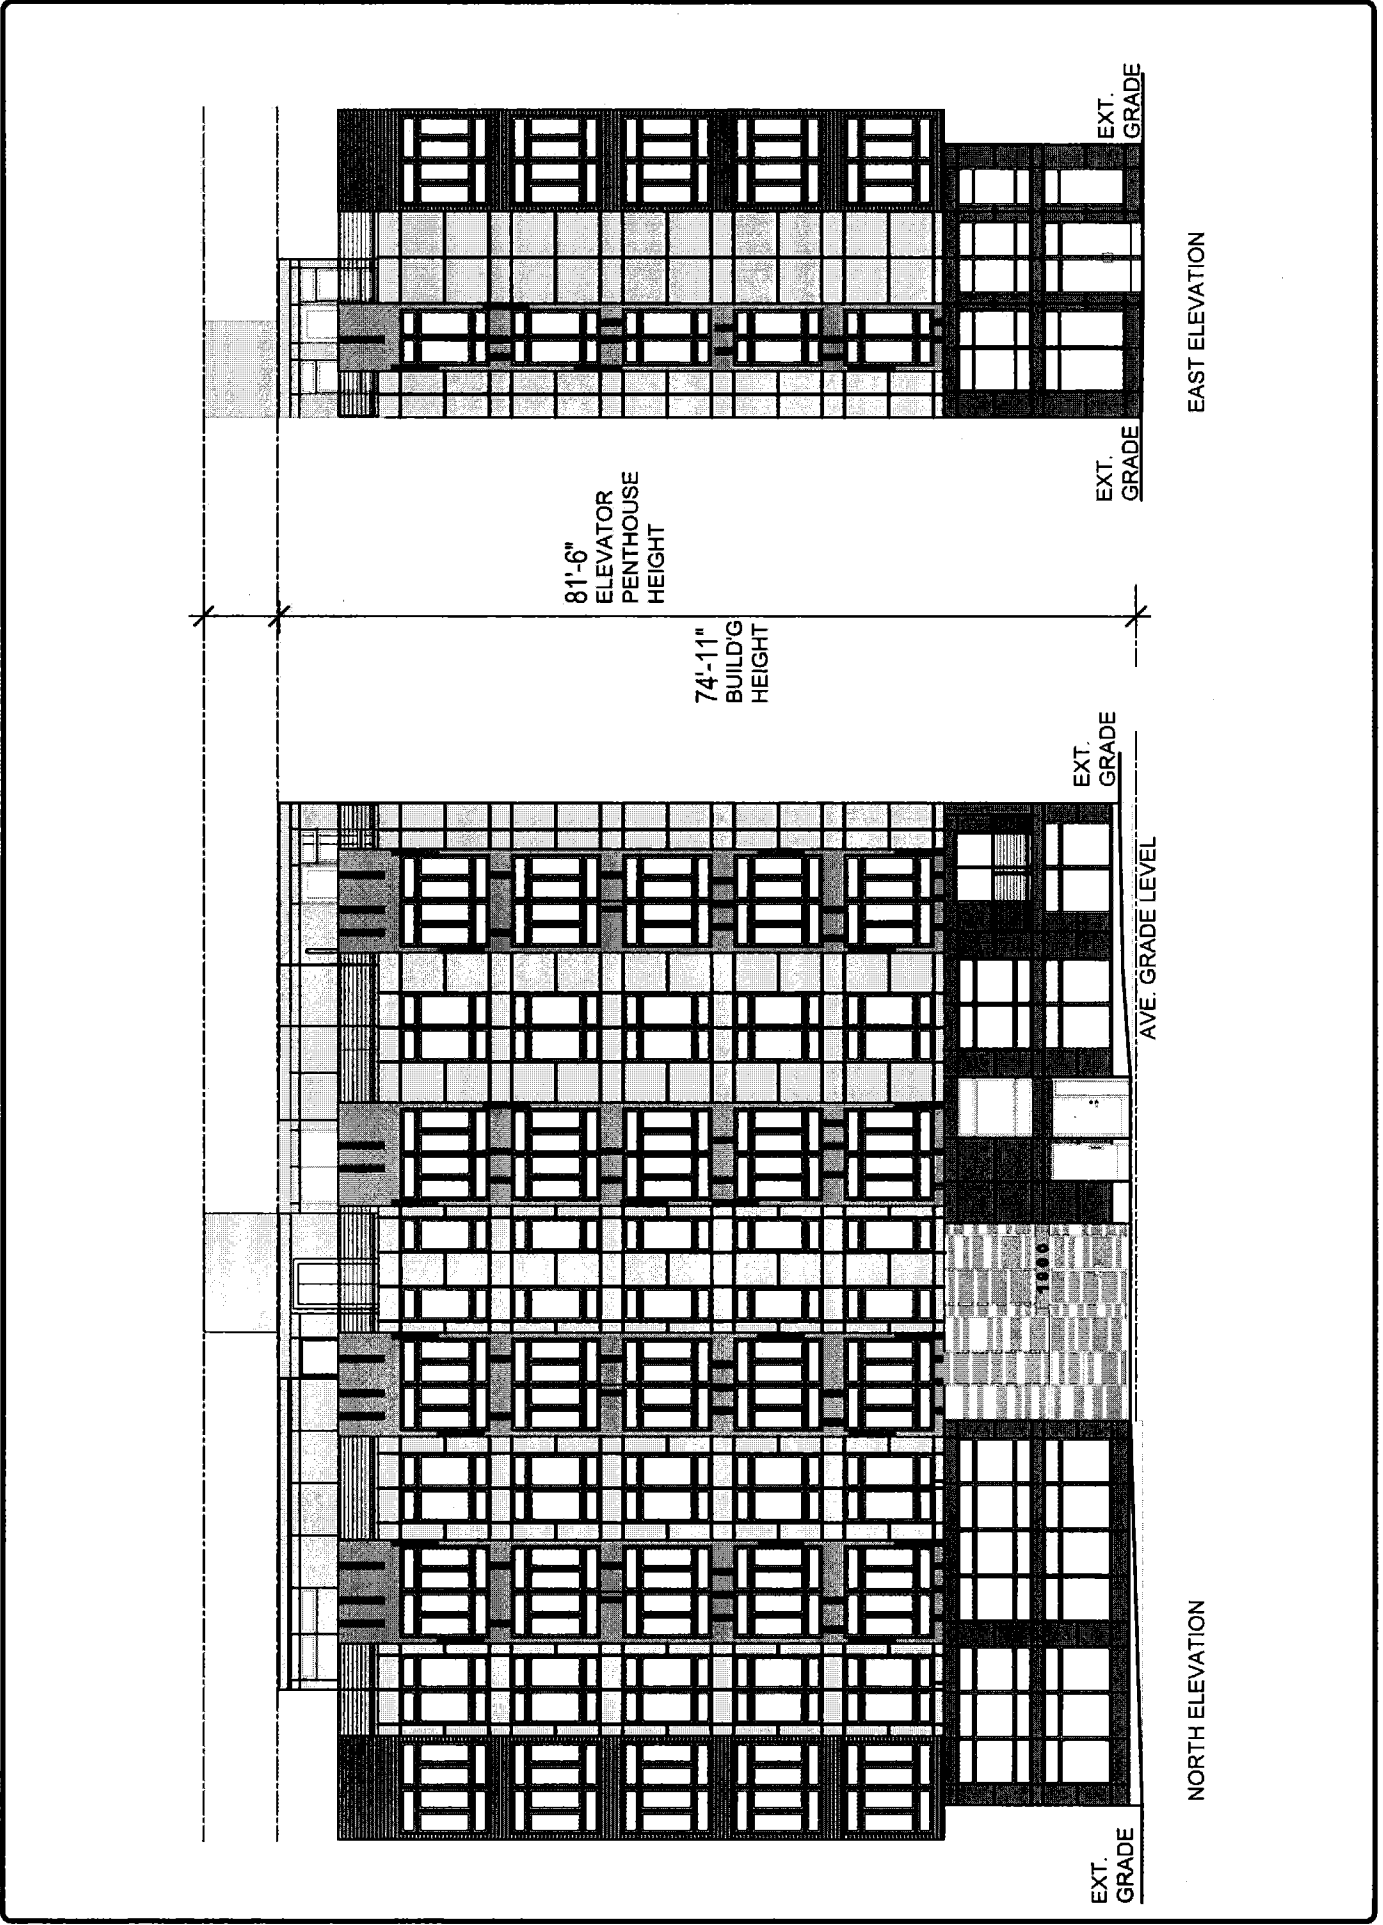 81'-6"
ELEVATOR
PENTHOUSE
HEIGHT
74'-11"
BUILD'G
HEIGHT
EXT.
GRADE
AVE. GRADE LEVEL
EXT.
GRADE
NORTH ELEVATION
EXT.
GRADE
EXT.
GRADE
EAST ELEVATION